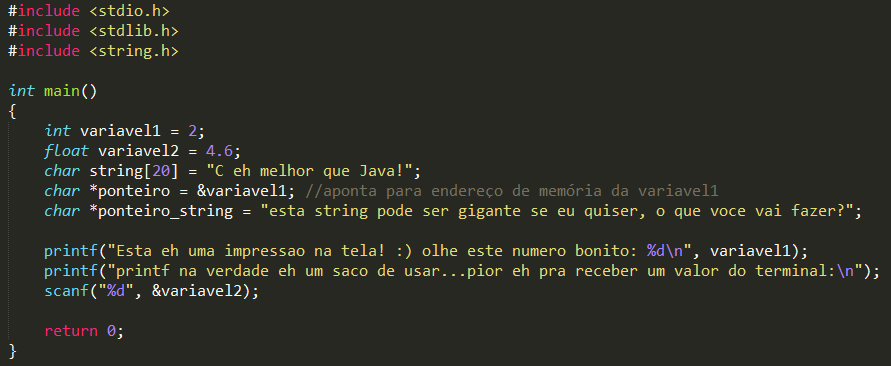 #include <stdio.h>
#include <stdlib.h>
#include <string.h>
int main()
{
int variavel1 = 2;
float variavel2 = 4.6;
char string[20] = "C eh melhor que Java!";
char *ponteiro = &variavel1; //aponta para endereço de memória da variavel1
char *ponteiro_string = "esta string pode ser gigante se eu quiser, o que voce vai fazer?";
printf("Esta eh uma impressao na tela! :) olhe este numero bonito: %d\n", variavel1);
printf("printf na verdade eh um saco de usar...pior eh pra receber um valor do terminal:\n");
scanf("%d", &variavel2);
return 0;
}